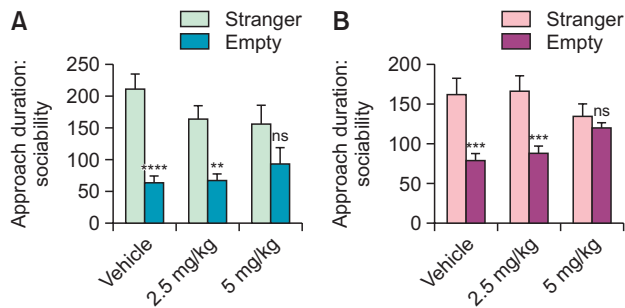 A
Stranger
Empty
Approach duration:
sociability
250
200
150
100
50
0
****
**
ns
Vehicle
2.5 mg/kg
5 mg/kg
B
Stranger
Empty
Approach duration:
sociability
200
150
100
50
0
***
***
ns
Vehicle
2.5 mg/kg
5 mg/kg